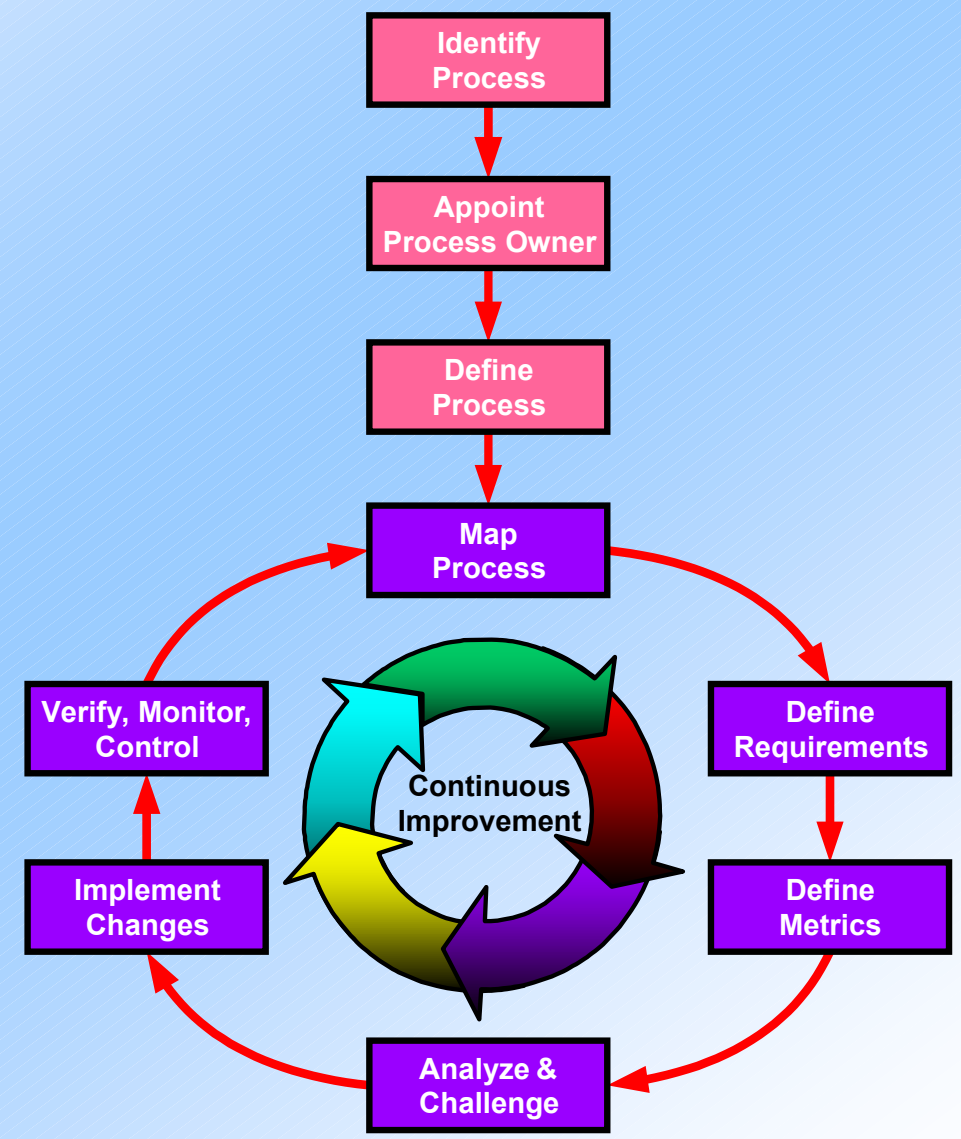 Identify
Process
Appoint
Process Owner
Define
Process
Map
Process
Verify, Monitor,
Control
Define
Requirements
Continuous
Improvement
Implement
Changes
Define
Metrics
Analyze &
Challenge